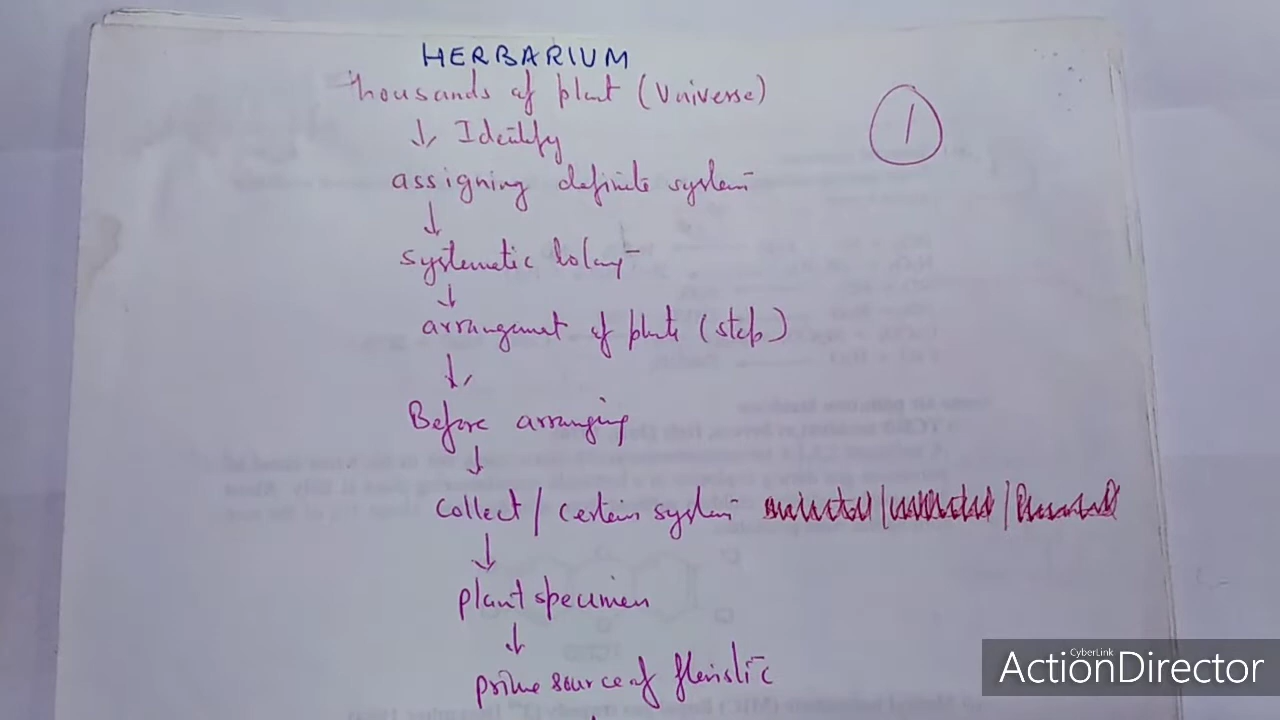 HERBARIUM
Thousands of plant (Universe)
1
↓ Identify
assigning definite system
↓
systematic botany
↓
arrangement of plants (step)
↓
Before arranging
↓
Collect / certain system
↓
plant specimen
↓
prime source of floristic
CyberLink
ActionDirector